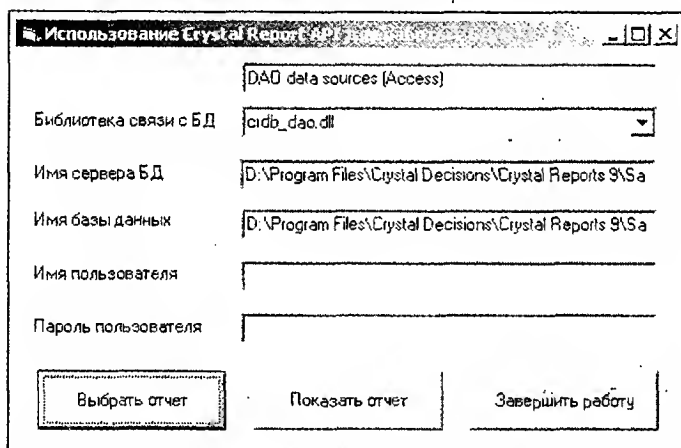 Использование Crystal Report API для работы
DAO data sources (Access)
Библиотека связи с БД crdb_dao.dll
Имя сервера БД D:\Program Files\Crystal Decisions\Crystal Reports 9\Sa
Имя базы данных D:\Program Files\Crystal Decisions\Crystal Reports 9\Sa
Имя пользователя
Пароль пользователя
Выбрать отчет Показать отчет Завершить работу